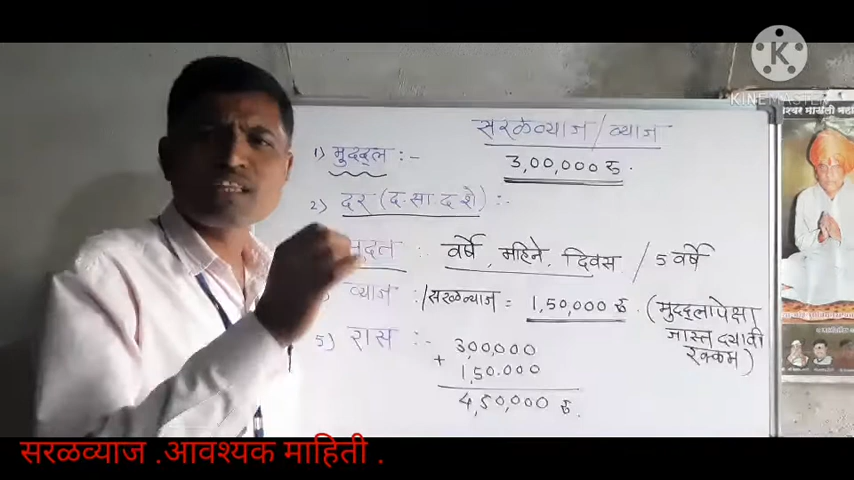 K
KINEMASTER
सरळव्याज/व्याज
1) मुद्दल :- 3,00,000 रु.
2) दर (द.सा.द.शे) :-
मुदत : वर्षे, महिने, दिवस / 5 वर्षे
व्याज :/सरळव्याज = 1,50,000 रु. (मुद्दलापेक्षा
जास्त द्यावी
रक्कम)
5) रास :- 3,00,000
+ 1,50,000
4,50,000 रु.
सरळव्याज .आवश्यक माहिती .